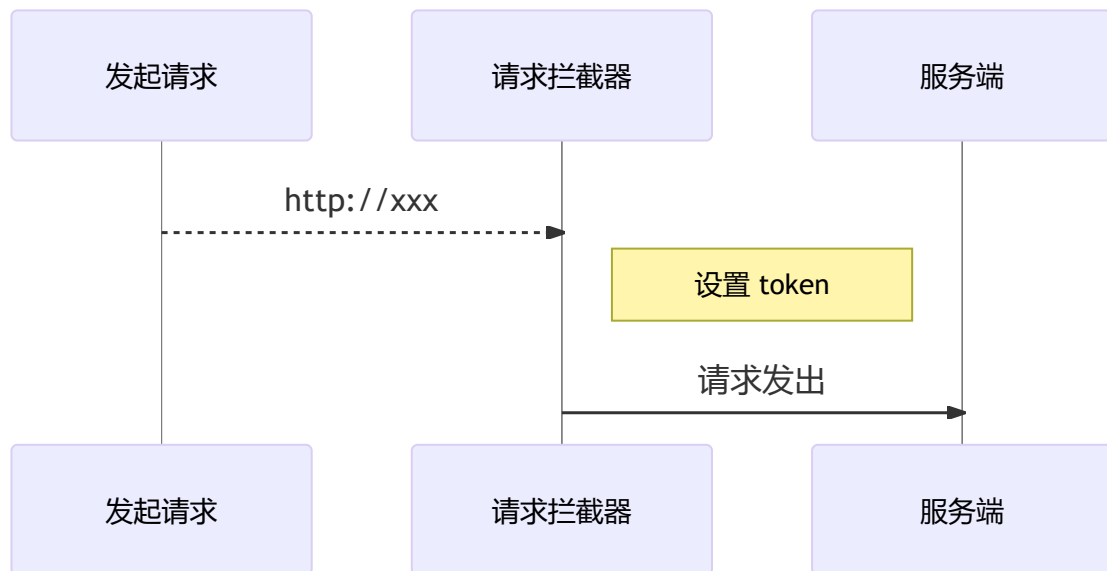 发起请求
请求拦截器
服务端
http://xxx
设置 token
请求发出
发起请求
请求拦截器
服务端